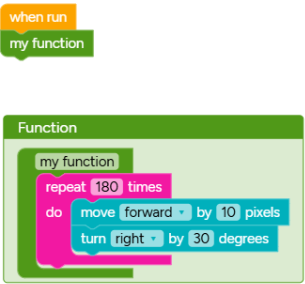 when run
my function
Function
my function
repeat 180 times
do move forward by 10 pixels
turn right by 30 degrees